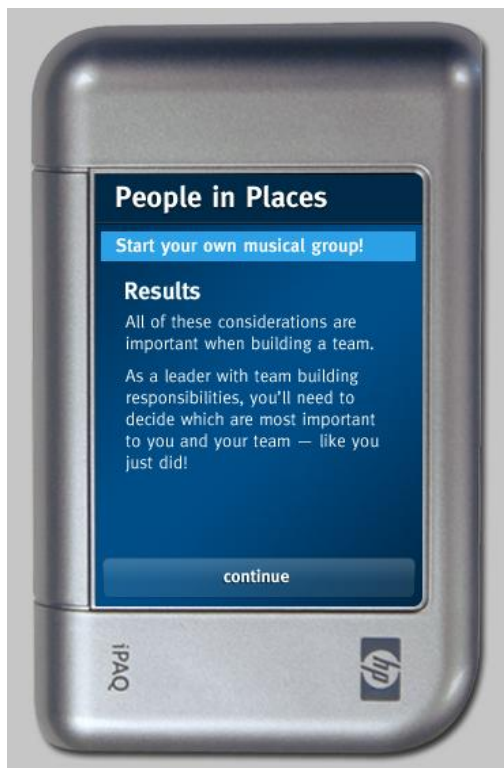 People in Places
Start your own musical group!
Results
All of these considerations are
important when building a team.
As a leader with team building
responsibilities, you'll need to
decide which are most important
to you and your team — like you
just did!
continue
iPAQ
hp